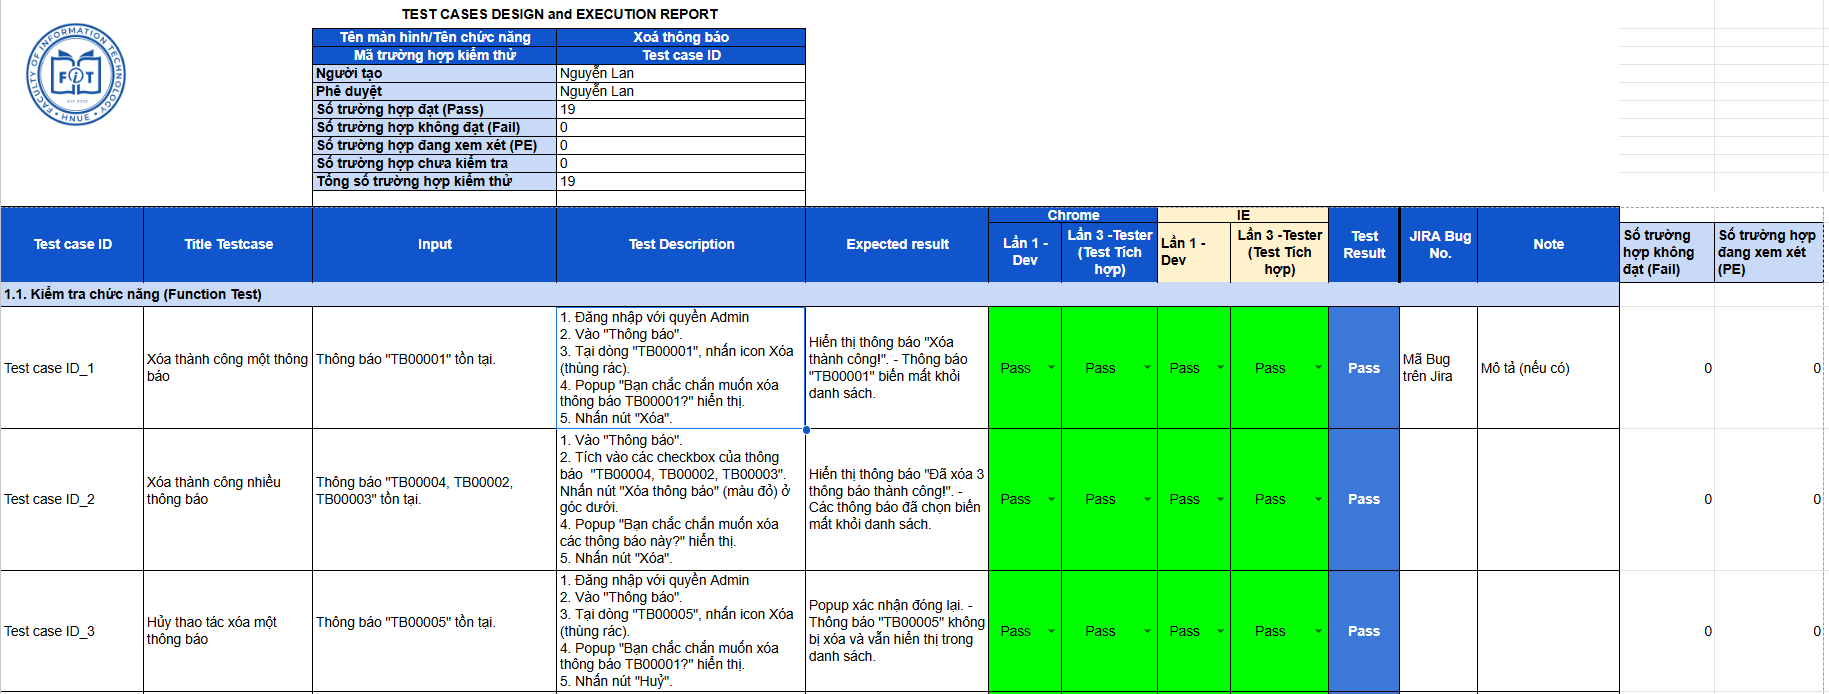 TEST CASES DESIGN and EXECUTION REPORT
FACULTY OF INFORMATION TECHNOLOGY
FiT
• HNUE •
Tên màn hình/Tên chức năng Xoá thông báo
Mã trường hợp kiểm thử Test case ID
Người tạo Nguyễn Lan
Phê duyệt Nguyễn Lan
Số trường hợp đạt (Pass) 19
Số trường hợp không đạt (Fail) 0
Số trường hợp đang xem xét (PE) 0
Số trường hợp chưa kiểm tra 0
Tổng số trường hợp kiểm thử 19
Test case ID
Title Testcase
Input
Test Description
Expected result
Chrome
Lần 1 -
Dev
Lần 3 -Tester
(Test Tích
hợp)
IE
Lần 1 -
Dev
Lần 3 -Tester
(Test Tích
hợp)
Test
Result
JIRA Bug
No.
Note
Số trường
hợp không
đạt (Fail)
Số trường hợp
đang xem xét
(PE)
1.1. Kiểm tra chức năng (Function Test)
Test case ID_1
Xóa thành công một thông
báo
Thông báo "TB00001" tồn tại.
1. Đăng nhập với quyền Admin
2. Vào "Thông báo".
3. Tại dòng "TB00001", nhấn icon Xóa
(thùng rác).
4. Popup "Bạn chắc chắn muốn xóa
thông báo TB00001?" hiển thị.
5. Nhấn nút "Xóa".
Hiển thị thông báo "Xóa
thành công!". - Thông báo
"TB00001" biến mất khỏi
danh sách.
Pass
Pass
Pass
Pass
Pass
Mã Bug
trên Jira
Mô tả (nếu có)
0
0
Test case ID_2
Xóa thành công nhiều
thông báo
Thông báo "TB00004, TB00002,
TB00003" tồn tại.
1. Vào "Thông báo".
2. Tích vào các checkbox của thông
báo  "TB00004, TB00002, TB00003".
Nhấn nút "Xóa thông báo" (màu đỏ) ở
góc dưới.
4. Popup "Bạn chắc chắn muốn xóa
các thông báo này?" hiển thị.
5. Nhấn nút "Xóa".
Hiển thị thông báo "Đã xóa 3
thông báo thành công!". -
Các thông báo đã chọn biến
mất khỏi danh sách.
Pass
Pass
Pass
Pass
Pass
0
0
Test case ID_3
Hủy thao tác xóa một
thông báo
Thông báo "TB00005" tồn tại.
1. Đăng nhập với quyền Admin
2. Vào "Thông báo".
3. Tại dòng "TB00005", nhấn icon Xóa
(thùng rác).
4. Popup "Bạn chắc chắn muốn xóa
thông báo TB00001?" hiển thị.
5. Nhấn nút "Huỷ".
Popup xác nhận đóng lại. -
Thông báo "TB00005" không
bị xóa và vẫn hiển thị trong
danh sách.
Pass
Pass
Pass
Pass
Pass
0
0